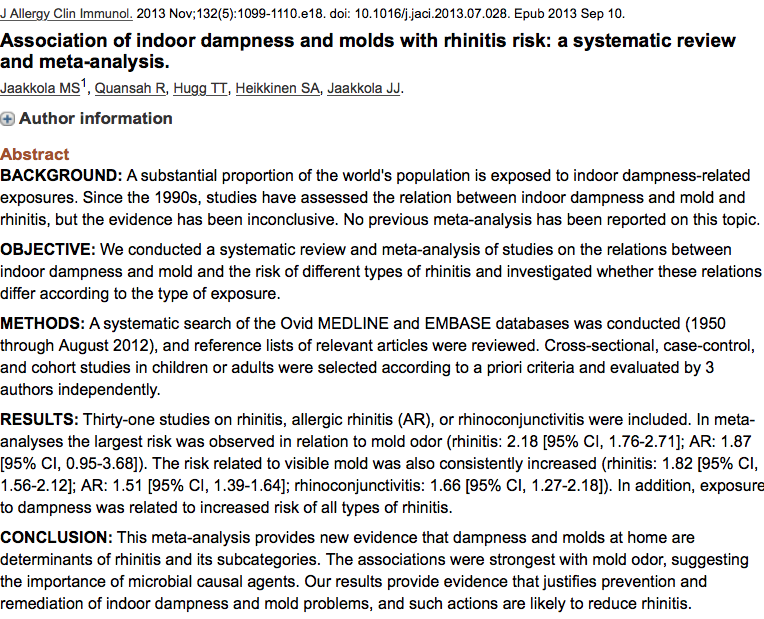 J Allergy Clin Immunol. 2013 Nov;132(5):1099-1110.e18. doi: 10.1016/j.jaci.2013.07.028. Epub 2013 Sep 10.
Association of indoor dampness and molds with rhinitis risk: a systematic review
and meta-analysis.
Jaakkola MS1, Quansah R, Hugg TT, Heikkinen SA, Jaakkola JJ.
Author information
Abstract
BACKGROUND: A substantial proportion of the world's population is exposed to indoor dampness-related
exposures. Since the 1990s, studies have assessed the relation between indoor dampness and mold and
rhinitis, but the evidence has been inconclusive. No previous meta-analysis has been reported on this topic.
OBJECTIVE: We conducted a systematic review and meta-analysis of studies on the relations between
indoor dampness and mold and the risk of different types of rhinitis and investigated whether these relations
differ according to the type of exposure.
METHODS: A systematic search of the Ovid MEDLINE and EMBASE databases was conducted (1950
through August 2012), and reference lists of relevant articles were reviewed. Cross-sectional, case-control,
and cohort studies in children or adults were selected according to a priori criteria and evaluated by 3
authors independently.
RESULTS: Thirty-one studies on rhinitis, allergic rhinitis (AR), or rhinoconjunctivitis were included. In meta-
analyses the largest risk was observed in relation to mold odor (rhinitis: 2.18 [95% CI, 1.76-2.71]; AR: 1.87
[95% CI, 0.95-3.68]). The risk related to visible mold was also consistently increased (rhinitis: 1.82 [95% CI,
1.56-2.12]; AR: 1.51 [95% CI, 1.39-1.64]; rhinoconjunctivitis: 1.66 [95% CI, 1.27-2.18]). In addition, exposure
to dampness was related to increased risk of all types of rhinitis.
CONCLUSION: This meta-analysis provides new evidence that dampness and molds at home are
determinants of rhinitis and its subcategories. The associations were strongest with mold odor, suggesting
the importance of microbial causal agents. Our results provide evidence that justifies prevention and
remediation of indoor dampness and mold problems, and such actions are likely to reduce rhinitis.